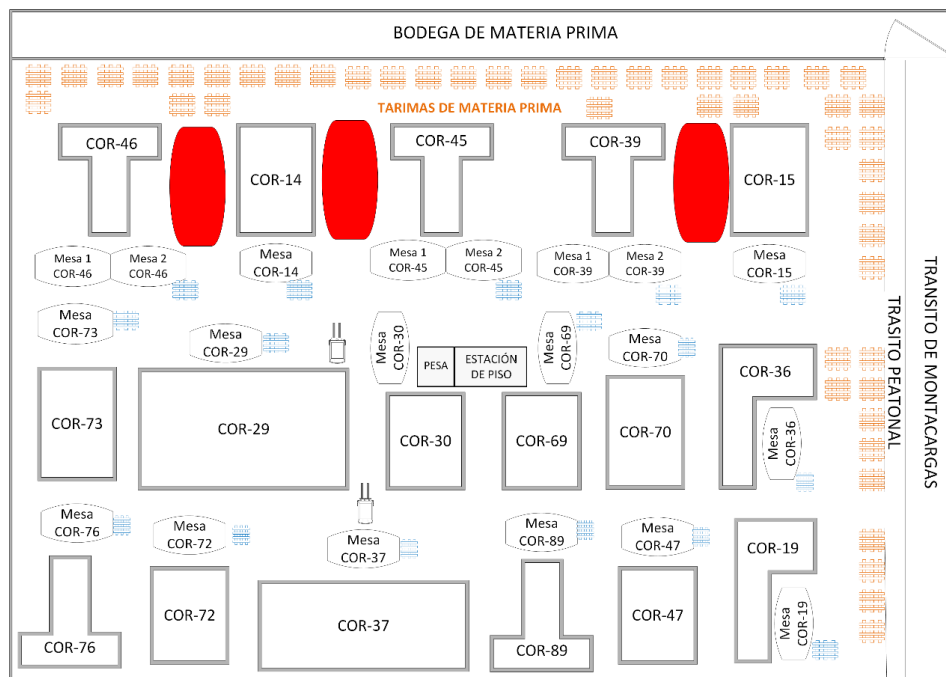 BODEGA DE MATERIA PRIMA
TARIMAS DE MATERIA PRIMA
COR-46
COR-14
COR-45
COR-39
COR-15
Mesa 1
COR-46
Mesa 2
COR-46
Mesa
COR-14
Mesa 1
COR-45
Mesa 2
COR-45
Mesa 1
COR-39
Mesa 2
COR-39
Mesa
COR-15
TRASITO PEATONAL
TRANSITO DE MONTACARGAS
Mesa
COR-73
Mesa
COR-29
Mesa
COR-30
PESA
ESTACIÓN
DE PISO
Mesa
COR-69
Mesa
COR-70
COR-36
Mesa
COR-36
COR-73
COR-29
COR-30
COR-69
COR-70
Mesa
COR-76
Mesa
COR-72
Mesa
COR-37
Mesa
COR-89
Mesa
COR-47
COR-19
Mesa
COR-19
COR-76
COR-72
COR-37
COR-89
COR-47